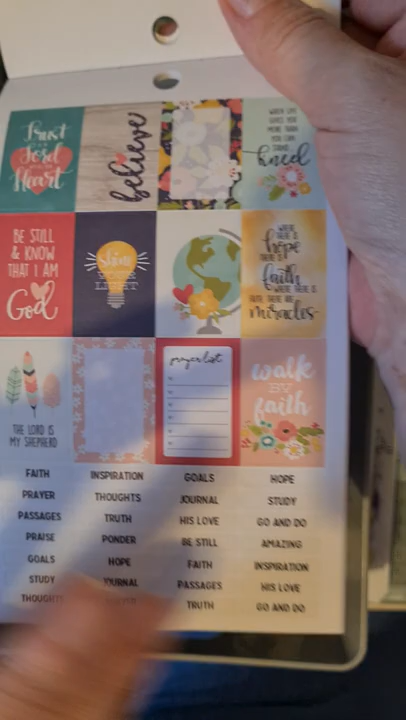 Trust
Lord
Heart
believe
WHEN LIFE
GIVES YOU
MORE THAN
YOU CAN
STAND
kneel
BE STILL
& KNOW
THAT I AM
God
shine
YOUR
LIGHT
WHERE
THERE IS
hope
THERE IS
faith
WHERE THERE IS
FAITH THERE ARE
miracles
THE LORD IS
MY SHEPHERD
prayer list
walk
BY
faith
FAITH INSPIRATION GOALS HOPE
PRAYER THOUGHTS JOURNAL STUDY
PASSAGES TRUTH HIS LOVE GO AND DO
PRAISE PONDER BE STILL AMAZING
GOALS HOPE FAITH INSPIRATION
STUDY JOURNAL PASSAGES HIS LOVE
THOUGHTS TRUTH GO AND DO